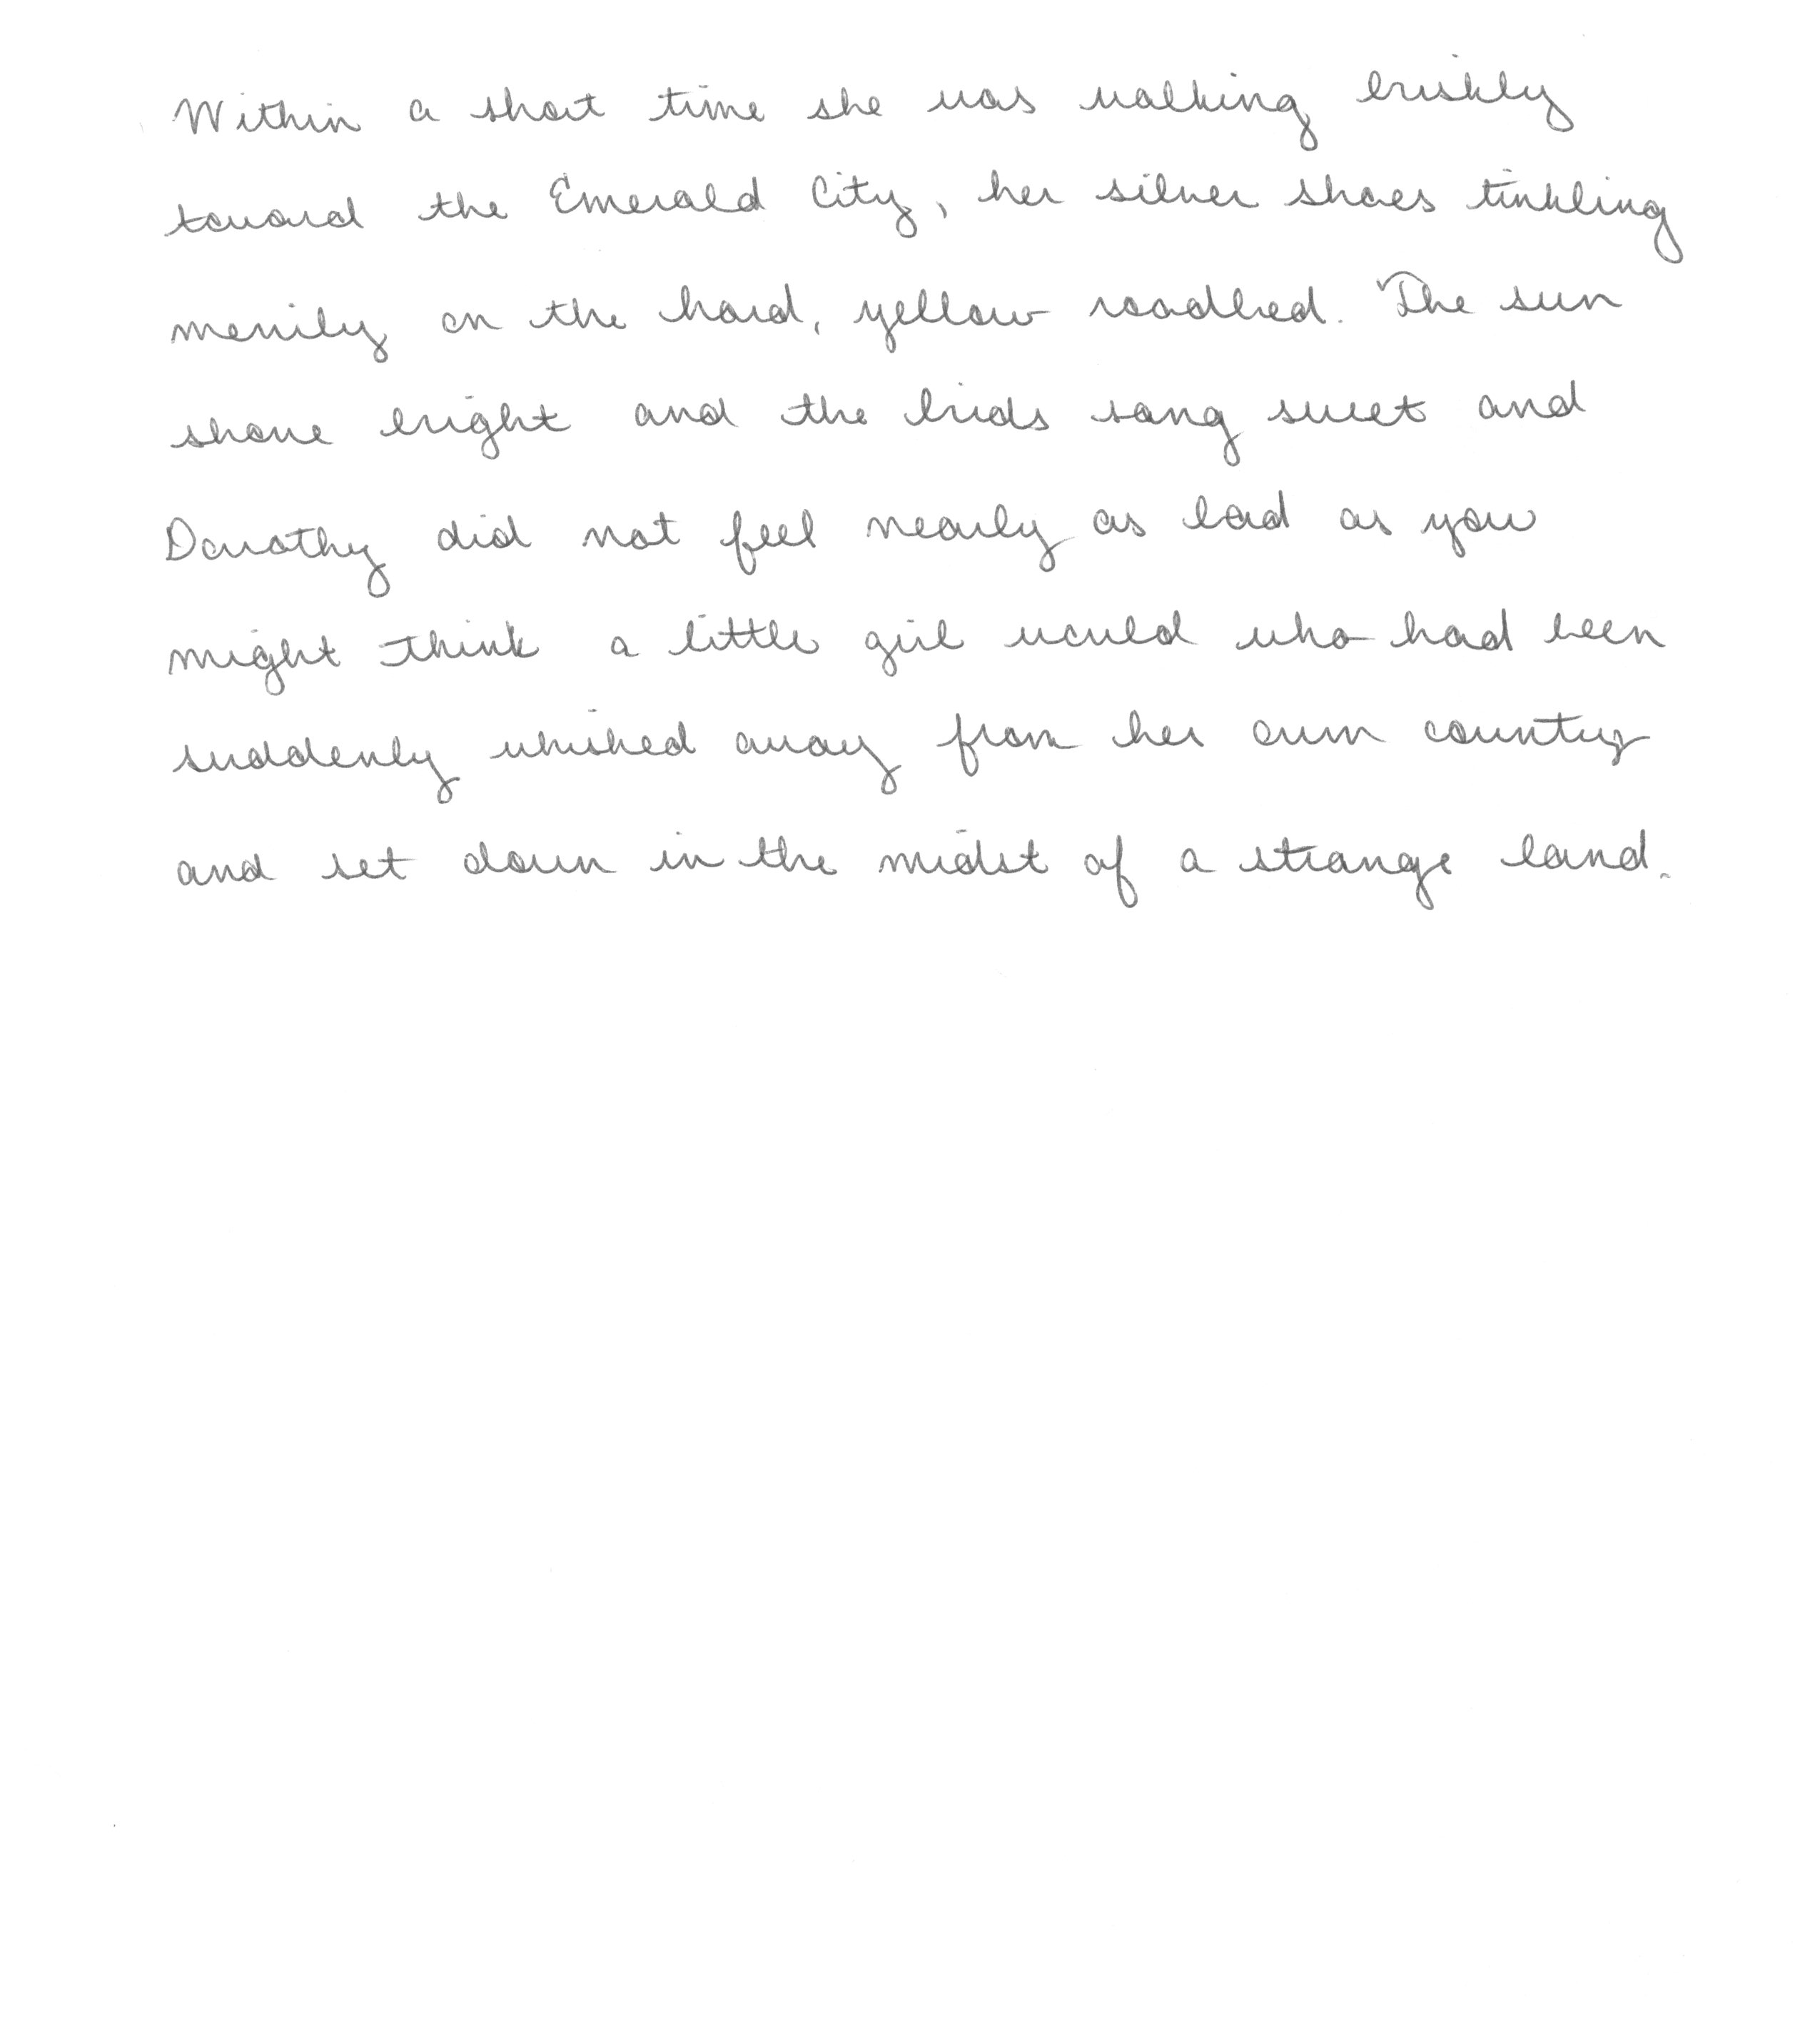 Within a short time she was walking briskly
toward the Emerald City, her silver shoes tinkling
merrily on the hard, yellow roadbed. The sun
shone bright and the birds sang sweet and
Dorothy did not feel nearly as bad as you
might think a little girl would who had been
suddenly whisked away from her own country
and set down in the midst of a strange land.